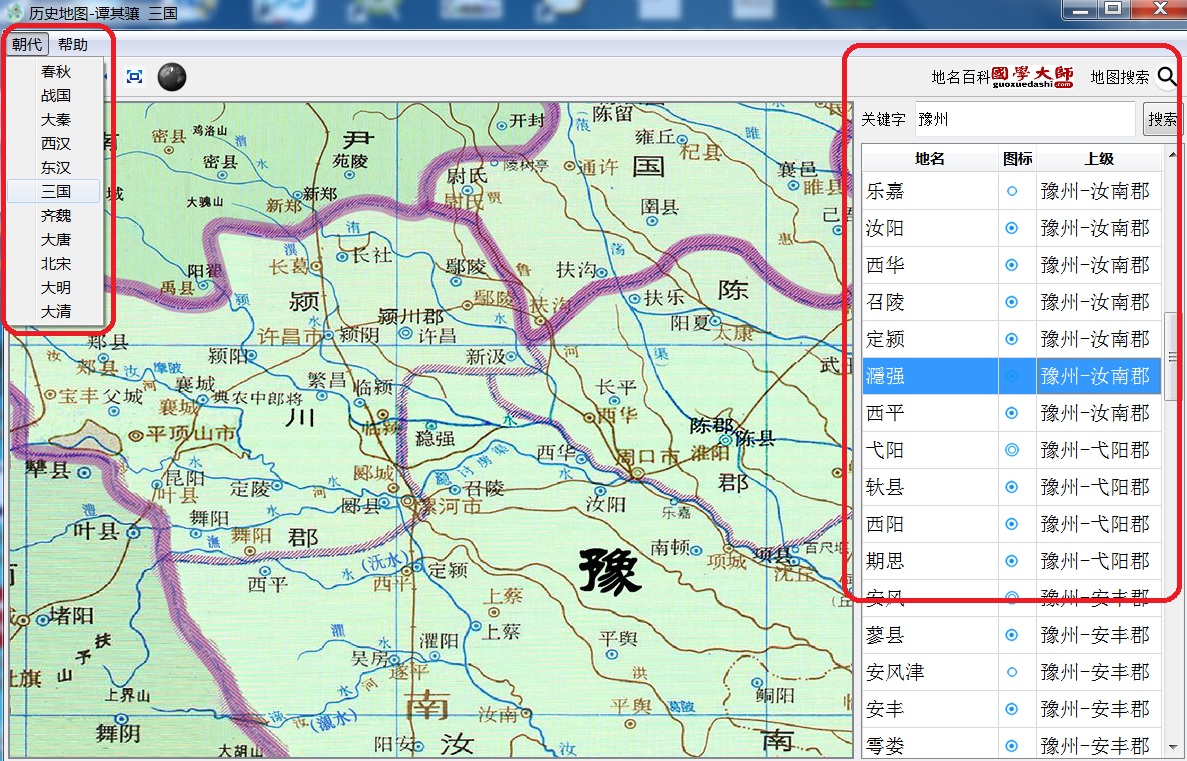 历史地图-谭其骧 三国
朝代 帮助
春秋
战国
大秦
西汉
东汉
三国
齐魏
大唐
北宋
大明
大清
地名百科 國學大師 地图搜索
guoxuedashi.com
关键字 豫州 搜索
地名 图标 上级
乐嘉 豫州-汝南郡
汝阳 豫州-汝南郡
西华 豫州-汝南郡
召陵 豫州-汝南郡
定颍 豫州-汝南郡
濦强 豫州-汝南郡
西平 豫州-汝南郡
弋阳 豫州-弋阳郡
轪县 豫州-弋阳郡
西阳 豫州-弋阳郡
期思 豫州-弋阳郡
安风 豫州-安丰郡
蓼县 豫州-安丰郡
安风津 豫州-安丰郡
安丰 豫州-安丰郡
雩娄 豫州-安丰郡
密县
鸿洛山
密县
大騩山
新郑
新郑
尹
苑陵
开封
陈留
雍丘
杞县
通许
国
圉县
襄邑
睢县
睢
陵树亭
尉氏
尉氏
洧
长社
长葛
阳翟
禹县
颍
颍川郡
颍阴
许昌
许昌市
鄢陵
鄢陵
扶沟
扶沟
扶乐
阳夏
太康
陈
郏县
郏县
颍阳
襄城
襄城
宝丰
父城
摩陂
典农中郎将
繁昌
临颍
临颍
川
新汲
长平
西华
西华
陈郡
陈县
淮阳
周口市
郡
平顶山市
犨县
昆阳
叶县
叶县
定陵
舞阳
舞阳
郾城
郾县
濦强
召陵
漯河市
汝阳
乐嘉
南顿
项城
项县
沈丘
郡
西平
西平
定颍
豫
堵阳
扶
予
山
上界山
舞阴
大胡山
上蔡
上蔡
灈阳
吴房
遂平
平舆
平舆
鲖阳
葛陂
洪
南
汝南
阳安
汝
南